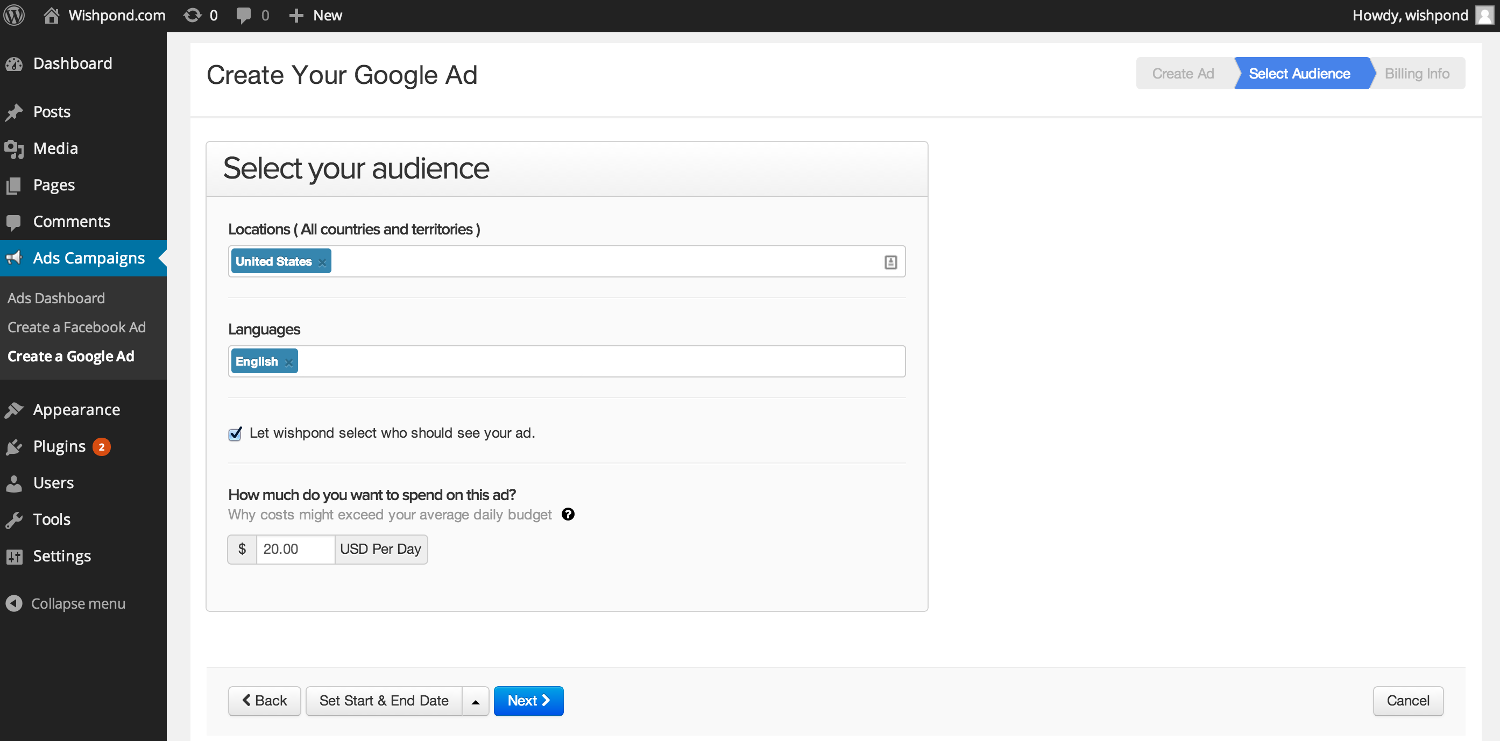 Wishpond.com 0 0 New Howdy, wishpond
Dashboard
Posts
Media
Pages
Comments
Ads Campaigns
Ads Dashboard
Create a Facebook Ad
Create a Google Ad
Appearance
Plugins 2
Users
Tools
Settings
Collapse menu
Create Your Google Ad
Create Ad Select Audience Billing Info
Select your audience
Locations ( All countries and territories )
United States ×
Languages
English ×
Let wishpond select who should see your ad.
How much do you want to spend on this ad?
Why costs might exceed your average daily budget ?
$ 20.00 USD Per Day
Back Set Start & End Date Next Cancel